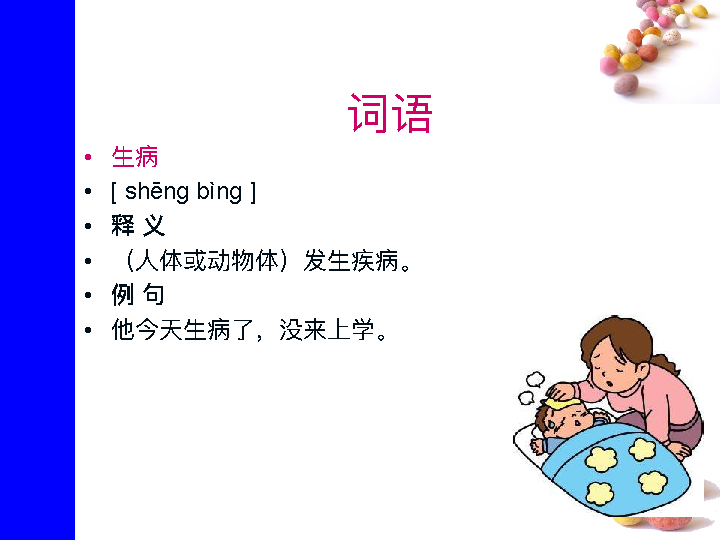 词语
• 生病
• [ shēng bìng ]
• 释 义
• （人体或动物体）发生疾病。
• 例 句
• 他今天生病了，没来上学。